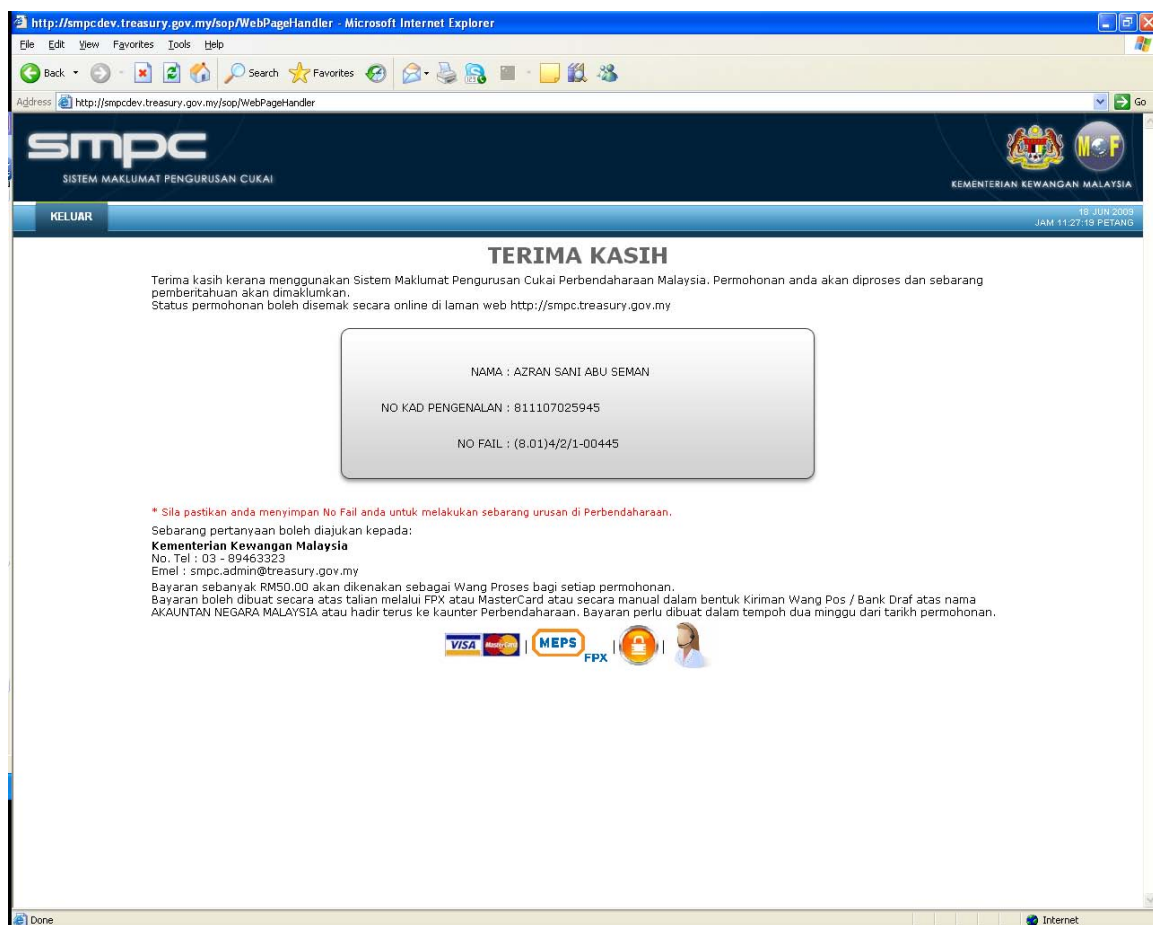 http://smpcdev.treasury.gov.my/sop/WebPageHandler - Microsoft Internet Explorer
File Edit View Favorites Tools Help
Back Search Favorites
Address http://smpcdev.treasury.gov.my/sop/WebPageHandler Go
smpc
SISTEM MAKLUMAT PENGURUSAN CUKAI
MOF
KEMENTERIAN KEWANGAN MALAYSIA
KELUAR
18 JUN 2009
JAM 11:27:19 PETANG
TERIMA KASIH
Terima kasih kerana menggunakan Sistem Maklumat Pengurusan Cukai Perbendaharaan Malaysia. Permohonan anda akan diproses dan sebarang
pemberitahuan akan dimaklumkan.
Status permohonan boleh disemak secara online di laman web http://smpc.treasury.gov.my
NAMA : AZRAN SANI ABU SEMAN
NO KAD PENGENALAN : 811107025945
NO FAIL : (8.01)4/2/1-00445
* Sila pastikan anda menyimpan No Fail anda untuk melakukan sebarang urusan di Perbendaharaan.
Sebarang pertanyaan boleh diajukan kepada:
Kementerian Kewangan Malaysia
No. Tel : 03 - 89463323
Emel : smpc.admin@treasury.gov.my
Bayaran sebanyak RM50.00 akan dikenakan sebagai Wang Proses bagi setiap permohonan.
Bayaran boleh dibuat secara atas talian melalui FPX atau MasterCard atau secara manual dalam bentuk Kiriman Wang Pos / Bank Draf atas nama
AKAUNTAN NEGARA MALAYSIA atau hadir terus ke kaunter Perbendaharaan. Bayaran perlu dibuat dalam tempoh dua minggu dari tarikh permohonan.
VISA MasterCard | MEPS FPX | |
Done Internet